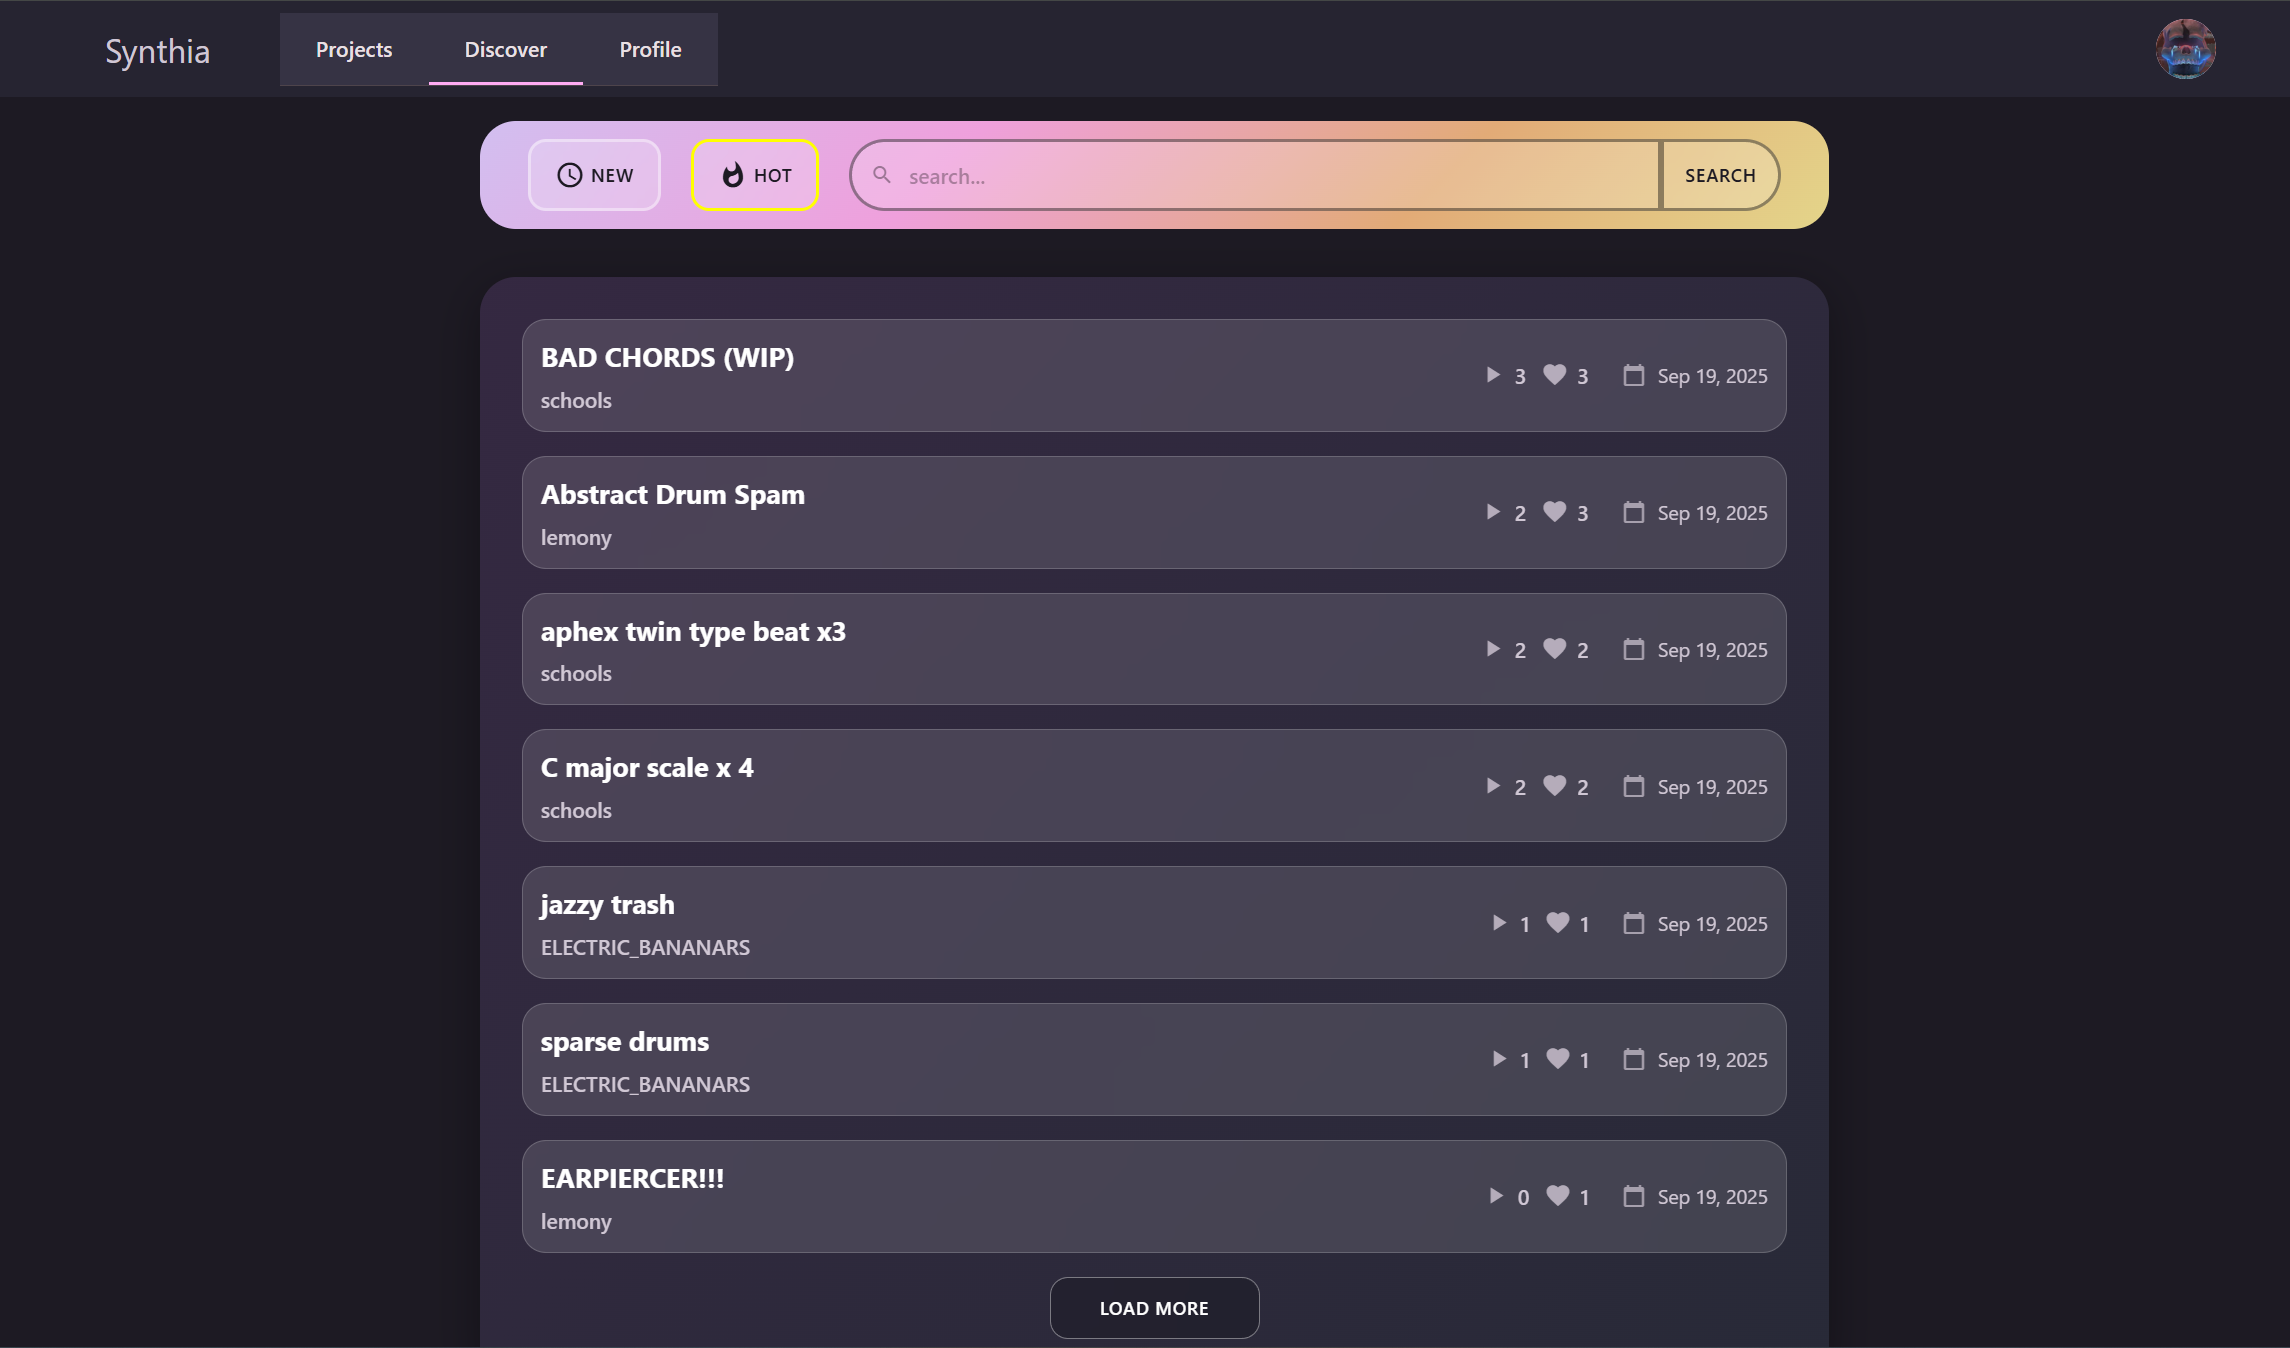 Synthia
Projects Discover Profile
NEW HOT search... SEARCH
BAD CHORDS (WIP)
schools
3 3 Sep 19, 2025
Abstract Drum Spam
lemony
2 3 Sep 19, 2025
aphex twin type beat x3
schools
2 2 Sep 19, 2025
C major scale x 4
schools
2 2 Sep 19, 2025
jazzy trash
ELECTRIC_BANANARS
1 1 Sep 19, 2025
sparse drums
ELECTRIC_BANANARS
1 1 Sep 19, 2025
EARPIERCER!!!
lemony
0 1 Sep 19, 2025
LOAD MORE